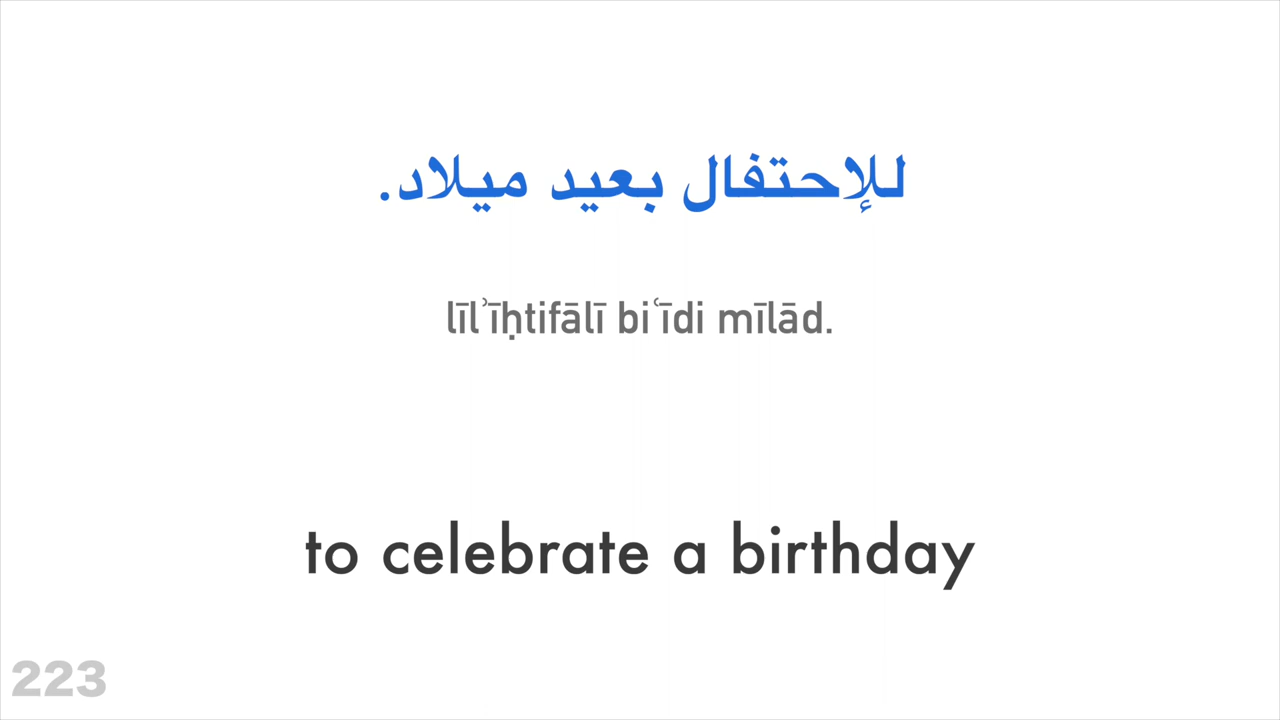 للإحتفال بعيد ميلاد.
līlʾīḥtifālī biʿīdi mīlād.
to celebrate a birthday
223